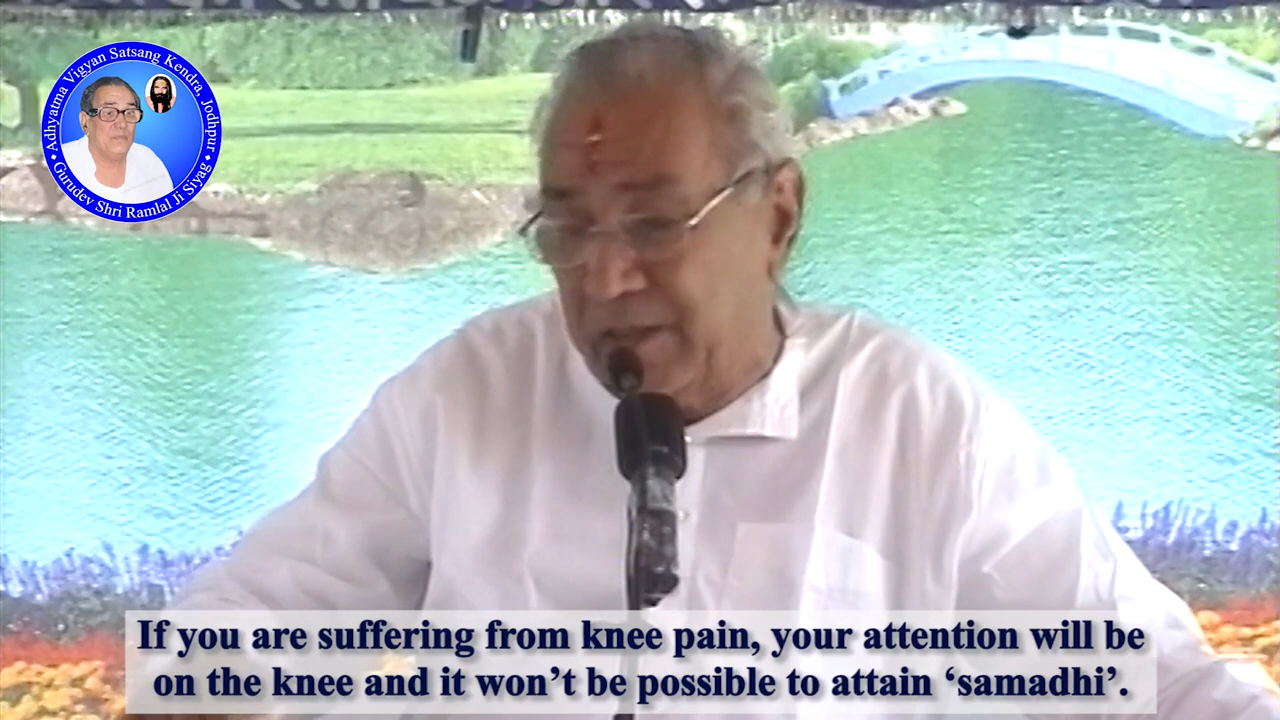 Adhyatma Vigyan Satsang Kendra, Jodhpur
Gurudev Shri Ramlal Ji Siyag
If you are suffering from knee pain, your attention will be
on the knee and it won’t be possible to attain ‘samadhi’.